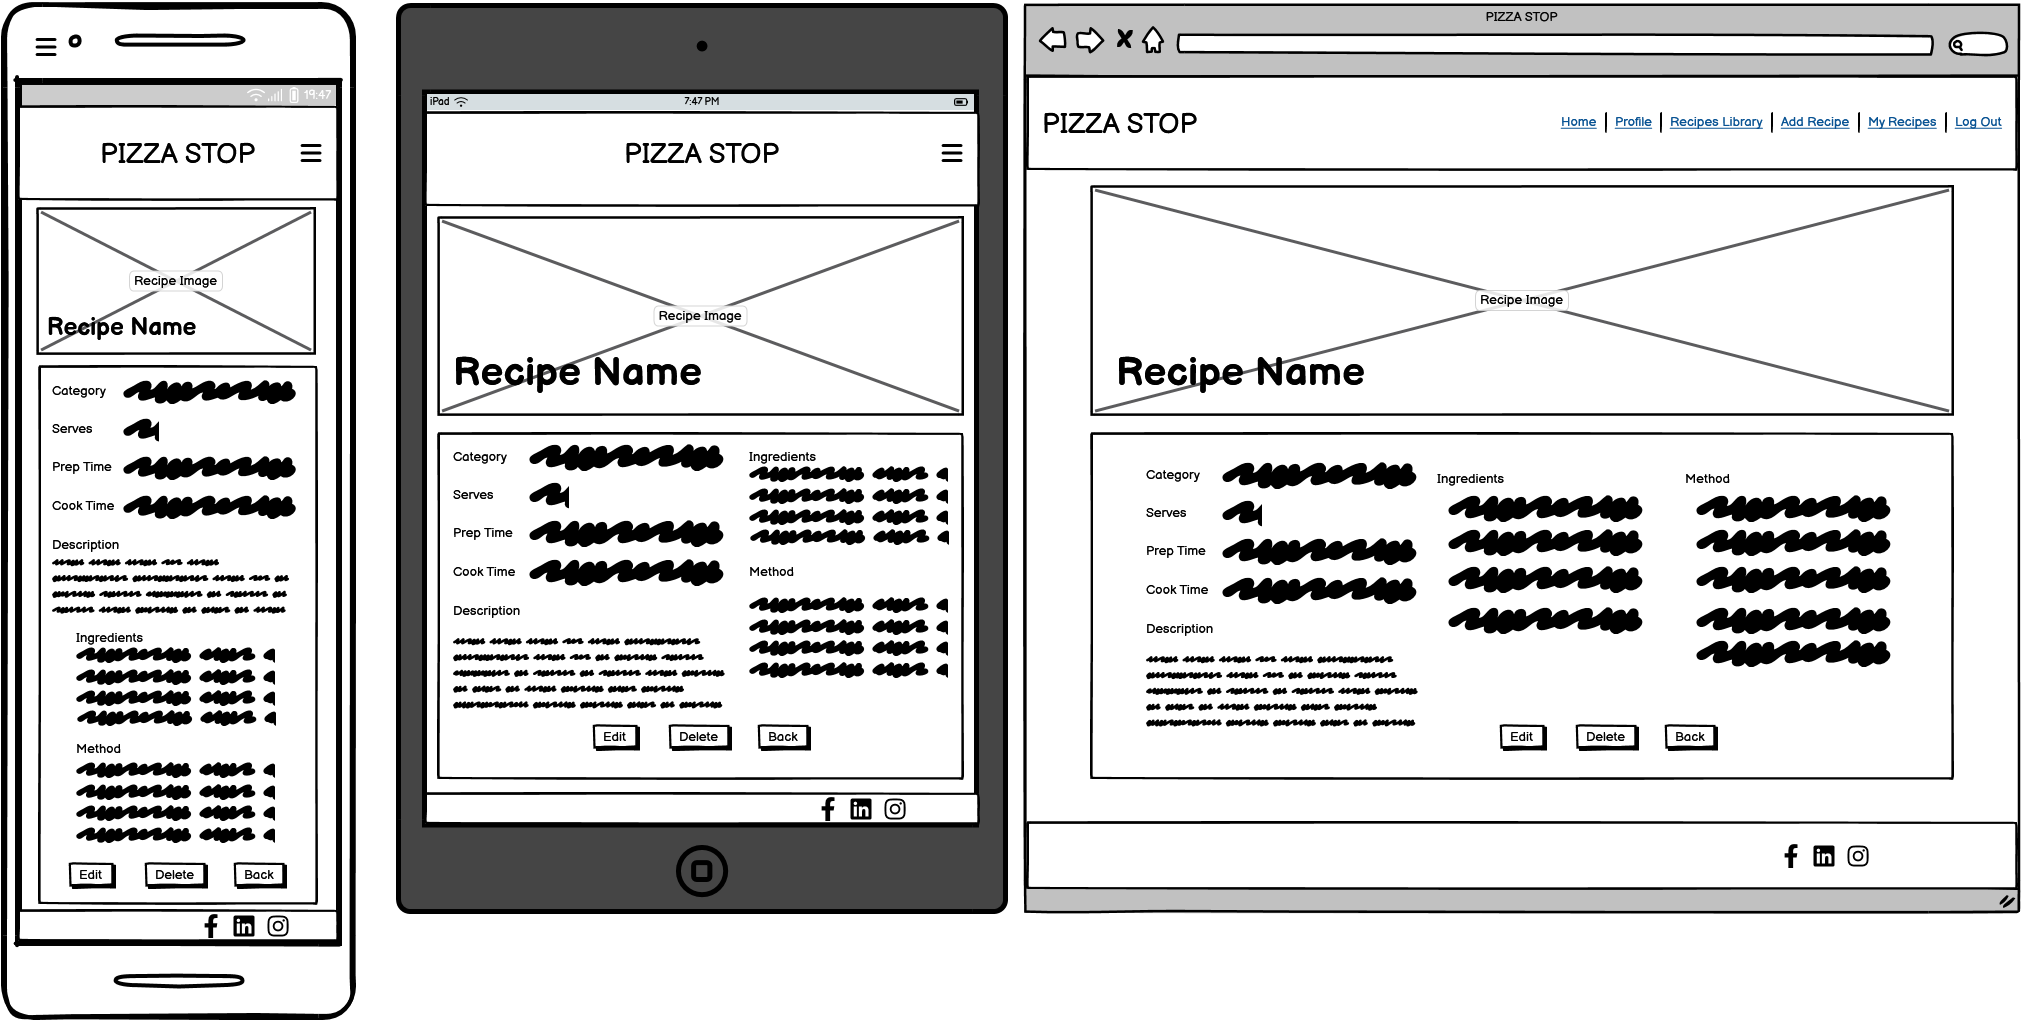 19:47
PIZZA STOP
Recipe Image
Recipe Name
Category
Serves
Prep Time
Cook Time
Description
Ingredients
Method
Edit Delete Back
iPad 7:47 PM
PIZZA STOP
Recipe Image
Recipe Name
Category
Serves
Prep Time
Cook Time
Description
Ingredients
Method
Edit Delete Back
PIZZA STOP
PIZZA STOP
Home Profile Recipes Library Add Recipe My Recipes Log Out
Recipe Image
Recipe Name
Category
Serves
Prep Time
Cook Time
Description
Ingredients
Method
Edit Delete Back